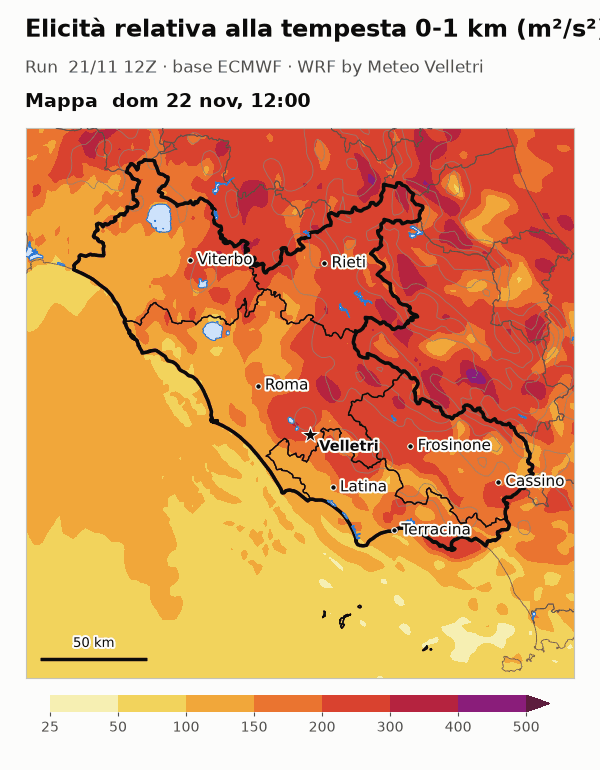 Elicità relativa alla tempesta 0-1 km (m²/s²)
Run 21/11 12Z · base ECMWF · WRF by Meteo Velletri
Mappa dom 22 nov, 12:00
Viterbo
Rieti
Roma
Velletri
Frosinone
Latina
Cassino
Terracina
50 km
25 50 100 150 200 300 400 500